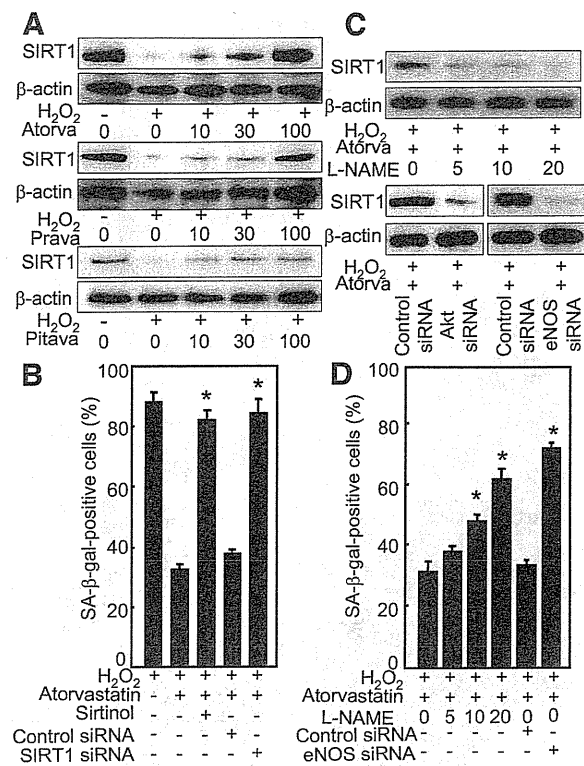 A
SIRT1
β-actin
H2O2 - + + + +
Atorva 0 0 10 30 100
SIRT1
β-actin
H2O2 - + + + +
Prava 0 0 10 30 100
SIRT1
β-actin
H2O2 - + + + +
Pitava 0 0 10 30 100
C
SIRT1
β-actin
H2O2 + + + +
Atorva + + + +
L-NAME 0 5 10 20
SIRT1
β-actin
H2O2 + + + +
Atorva + + + +
Control siRNA
Akt siRNA
Control siRNA
eNOS siRNA
B
SA-β-gal-positive cells (%)
100
80
60
40
20
0
* *
H2O2 + + + + +
Atorvastatin - + + + +
Sirtinol - - + - -
Control siRNA - - - + -
SIRT1 siRNA - - - - +
D
SA-β-gal-positive cells (%)
100
80
60
40
20
0
* * *
H2O2 + + + + + +
Atorvastatin + + + + + +
L-NAME 0 5 10 20 0 0
Control siRNA - - - - + -
eNOS siRNA - - - - - +